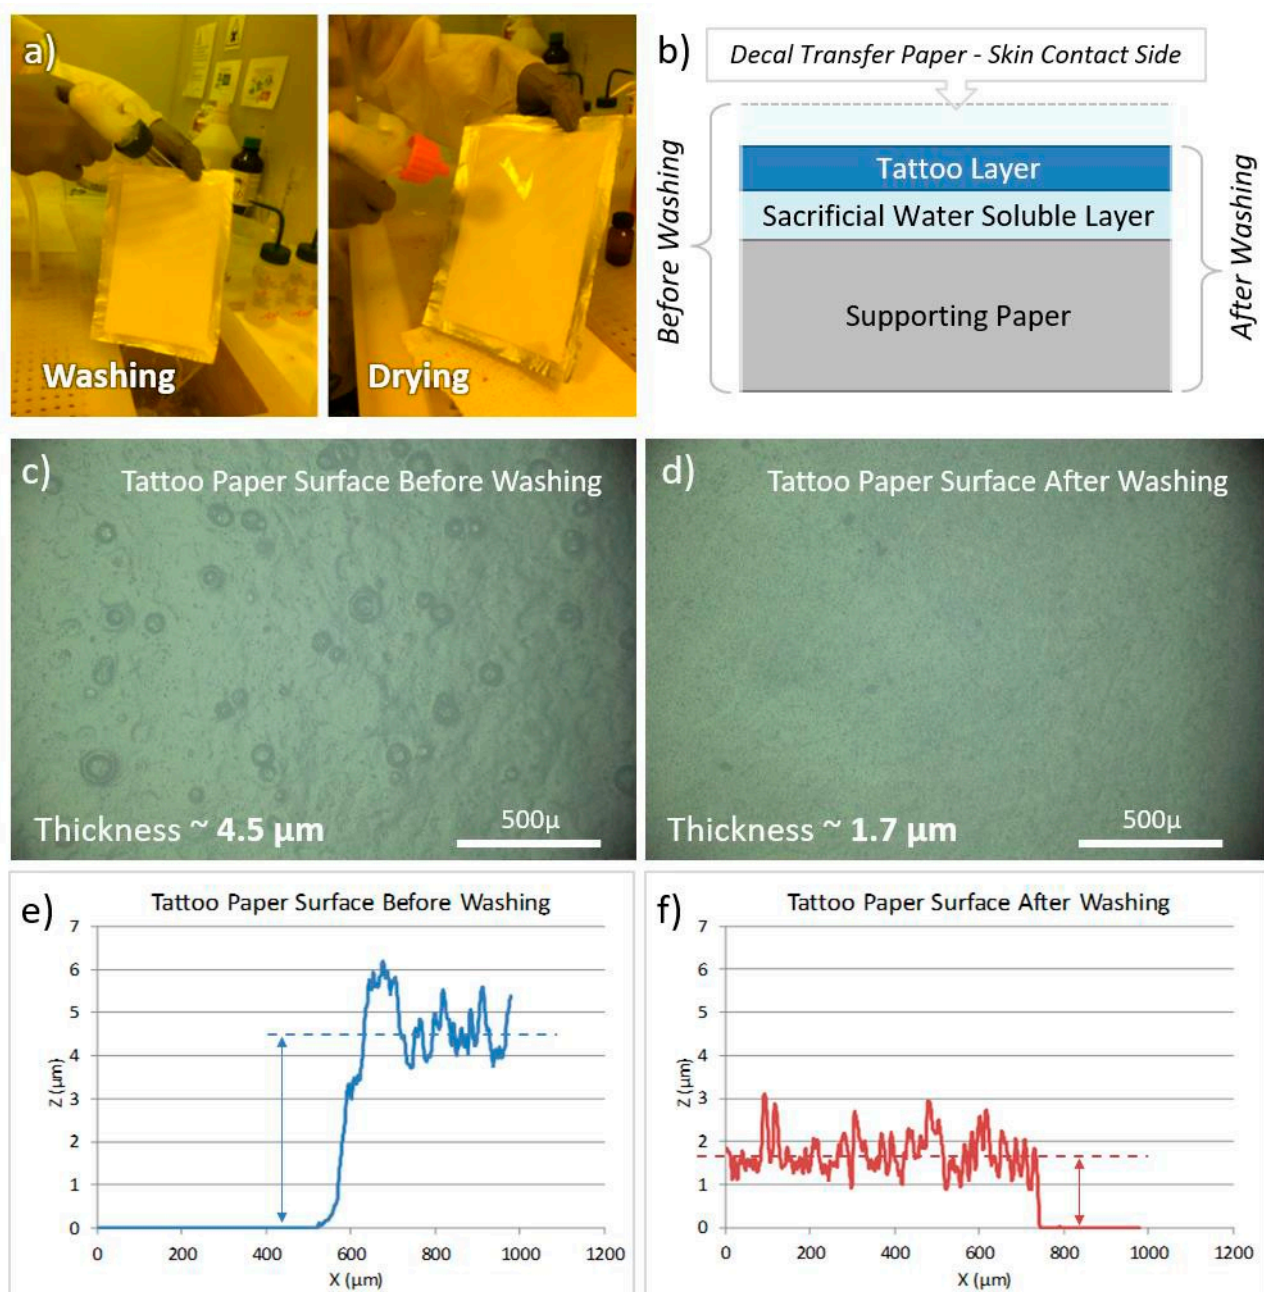 a)
Washing
Drying
b)
Decal Transfer Paper - Skin Contact Side
Before Washing
Tattoo Layer
Sacrificial Water Soluble Layer
Supporting Paper
After Washing
c)
Tattoo Paper Surface Before Washing
Thickness ~ 4.5 µm
500µ
d)
Tattoo Paper Surface After Washing
Thickness ~ 1.7 µm
500µ
e)
Tattoo Paper Surface Before Washing
Z (µm)
7
6
5
4
3
2
1
0
0 200 400 600 800 1000 1200
X (µm)
f)
Tattoo Paper Surface After Washing
Z (µm)
7
6
5
4
3
2
1
0
0 200 400 600 800 1000 1200
X (µm)